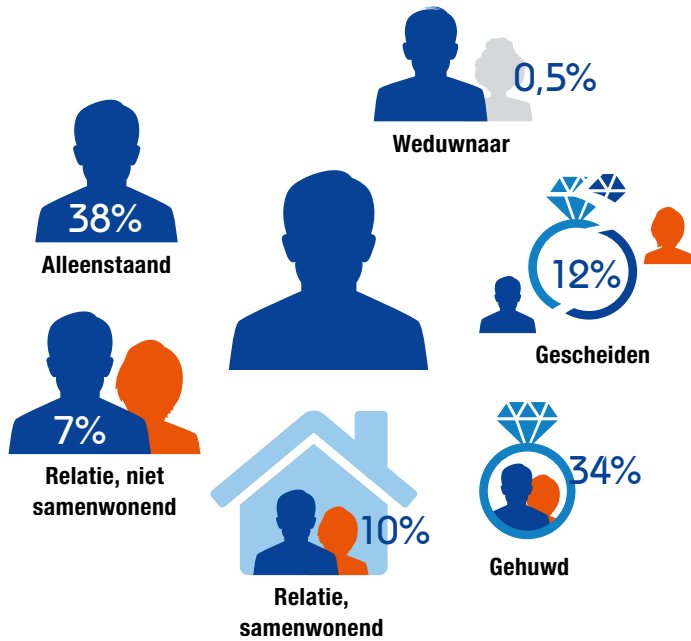 0,5%
Weduwnaar
38%
Alleenstaand
12%
Gescheiden
7%
Relatie, niet
samenwonend
10%
Relatie,
samenwonend
34%
Gehuwd